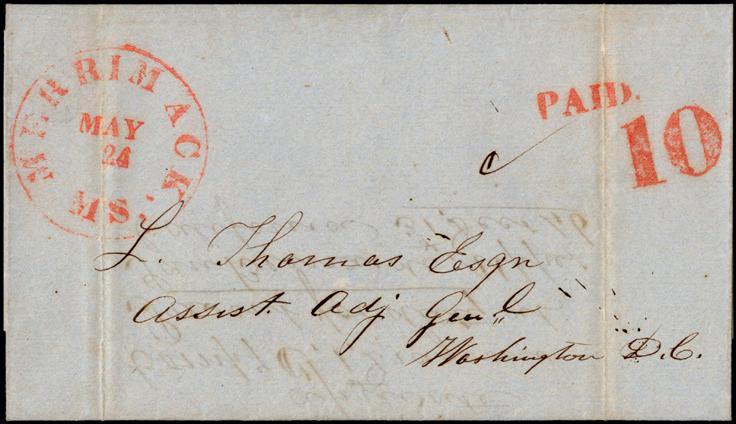 MERRIMACK.
MAY
24
MS.
PAID.
10
L. Thomas Esqr
Assist. Adj Genl
Washington D.C.